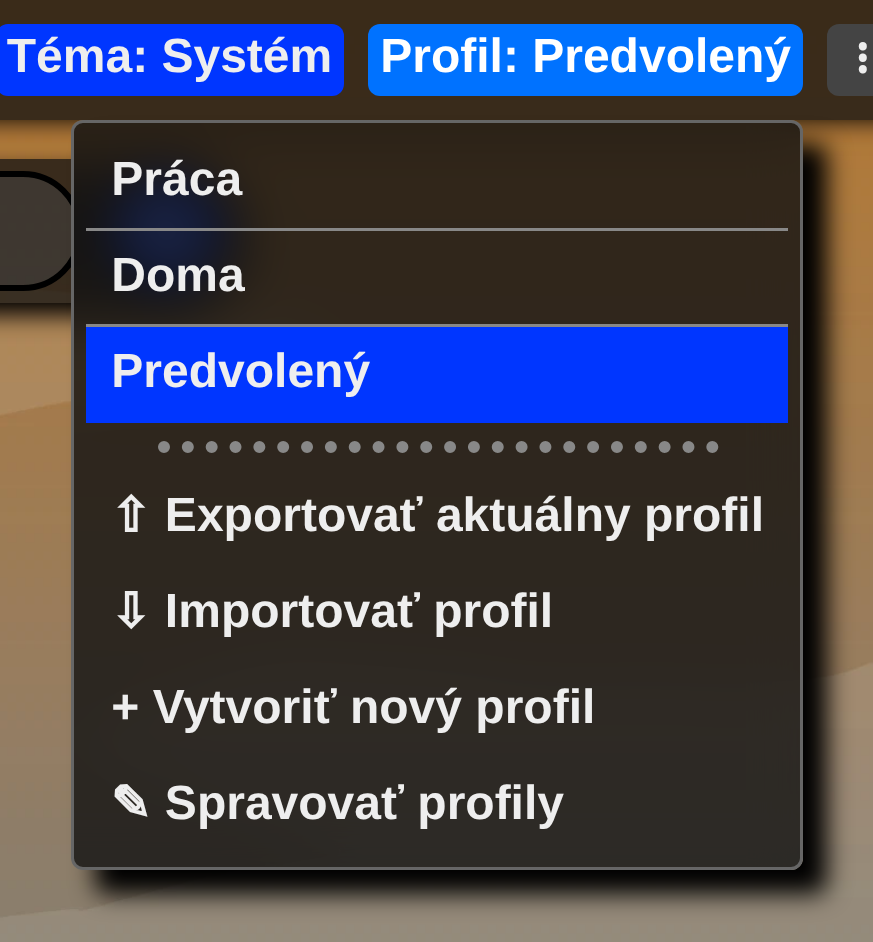 Téma: Systém
Profil: Predvolený
Práca
Doma
Predvolený
⇧ Exportovať aktuálny profil
⇩ Importovať profil
+ Vytvoriť nový profil
✎ Spravovať profily